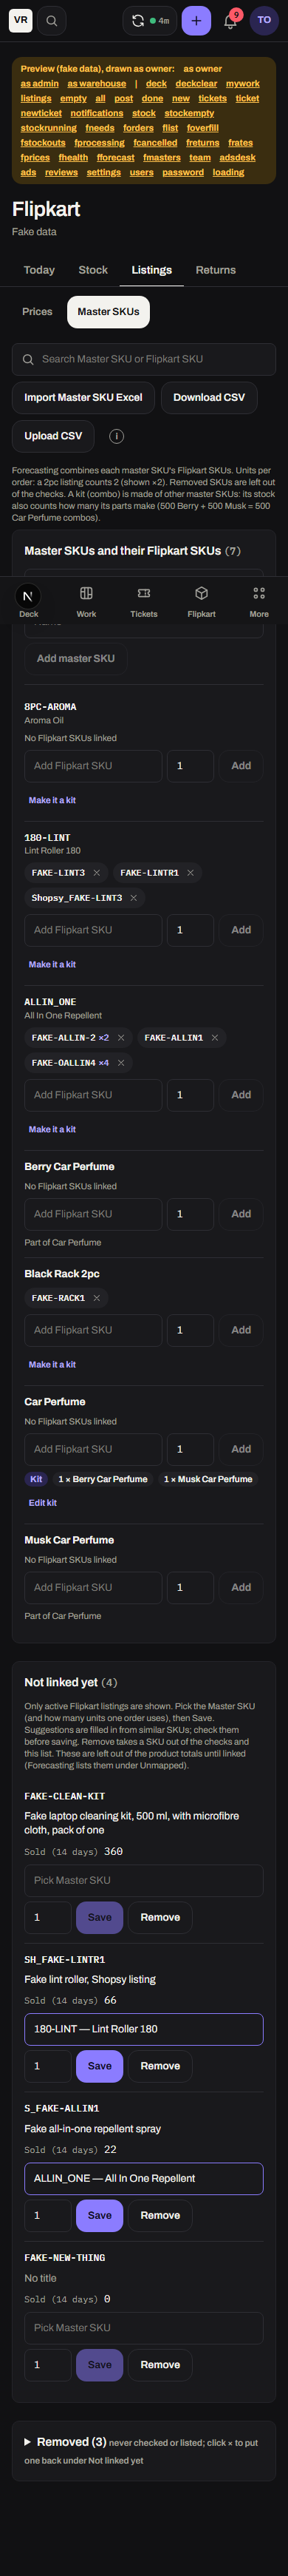 VR
4m
+
9
TO
Preview (fake data), drawn as owner: as owner
as admin as warehouse | deck deckclear mywork
listings empty all post done new tickets ticket
newticket notifications stock stockempty
stockrunning fneeds forders flist foverfill
fstockouts fprocessing fcancelled freturns frates
fprices fhealth fforecast fmasters team adsdesk
ads reviews settings users password loading
Flipkart
Fake data
Today Stock Listings Returns
Prices Master SKUs
Search Master SKU or Flipkart SKU
Import Master SKU Excel Download CSV
Upload CSV i
Forecasting combines each master SKU's Flipkart SKUs. Units per
order: a 2pc listing counts 2 (shown ×2). Removed SKUs are left out
of the checks. A kit (combo) is made of other master SKUs: its stock
also counts how many its parts make (500 Berry + 500 Musk = 500
Car Perfume combos).
Master SKUs and their Flipkart SKUs (7)
N
Deck Work Tickets Flipkart More
Add master SKU
8PC-AROMA
Aroma Oil
No Flipkart SKUs linked
Add Flipkart SKU 1 Add
Make it a kit
180-LINT
Lint Roller 180
FAKE-LINT3 × FAKE-LINTR1 ×
Shopsy_FAKE-LINT3 ×
Add Flipkart SKU 1 Add
Make it a kit
ALLIN_ONE
All In One Repellent
FAKE-ALLIN-2 ×2 × FAKE-ALLIN1 ×
FAKE-OALLIN4 ×4 ×
Add Flipkart SKU 1 Add
Make it a kit
Berry Car Perfume
No Flipkart SKUs linked
Add Flipkart SKU 1 Add
Part of Car Perfume
Black Rack 2pc
FAKE-RACK1 ×
Add Flipkart SKU 1 Add
Make it a kit
Car Perfume
No Flipkart SKUs linked
Add Flipkart SKU 1 Add
Kit 1 × Berry Car Perfume 1 × Musk Car Perfume
Edit kit
Musk Car Perfume
No Flipkart SKUs linked
Add Flipkart SKU 1 Add
Part of Car Perfume
Not linked yet (4)
Only active Flipkart listings are shown. Pick the Master SKU
(and how many units one order uses), then Save.
Suggestions are filled in from similar SKUs; check them
before saving. Remove takes a SKU out of the checks and
this list. These are left out of the product totals until linked
(Forecasting lists them under Unmapped).
FAKE-CLEAN-KIT
Fake laptop cleaning kit, 500 ml, with microfibre
cloth, pack of one
Sold (14 days) 360
Pick Master SKU
1 Save Remove
SH_FAKE-LINTR1
Fake lint roller, Shopsy listing
Sold (14 days) 66
180-LINT — Lint Roller 180
1 Save Remove
S_FAKE-ALLIN1
Fake all-in-one repellent spray
Sold (14 days) 22
ALLIN_ONE — All In One Repellent
1 Save Remove
FAKE-NEW-THING
No title
Sold (14 days) 0
Pick Master SKU
1 Save Remove
Removed (3) never checked or listed; click × to put
one back under Not linked yet